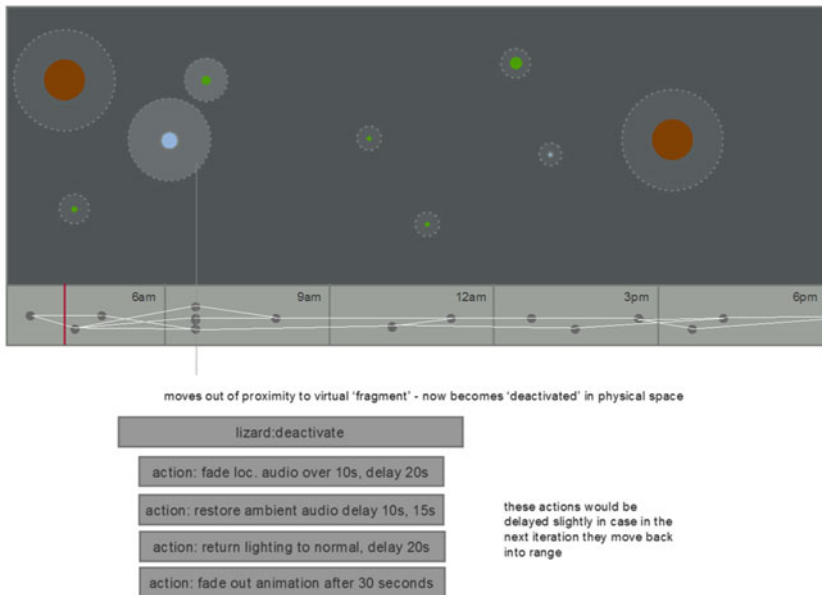 6am
9am
12am
3pm
6pm
moves out of proximity to virtual ‘fragment’ - now becomes ‘deactivated’ in physical space
lizard:deactivate
action: fade loc. audio over 10s, delay 20s
action: restore ambient audio delay 10s, 15s
action: return lighting to normal, delay 20s
action: fade out animation after 30 seconds
these actions would be
delayed slightly in case in the
next iteration they move back
into range